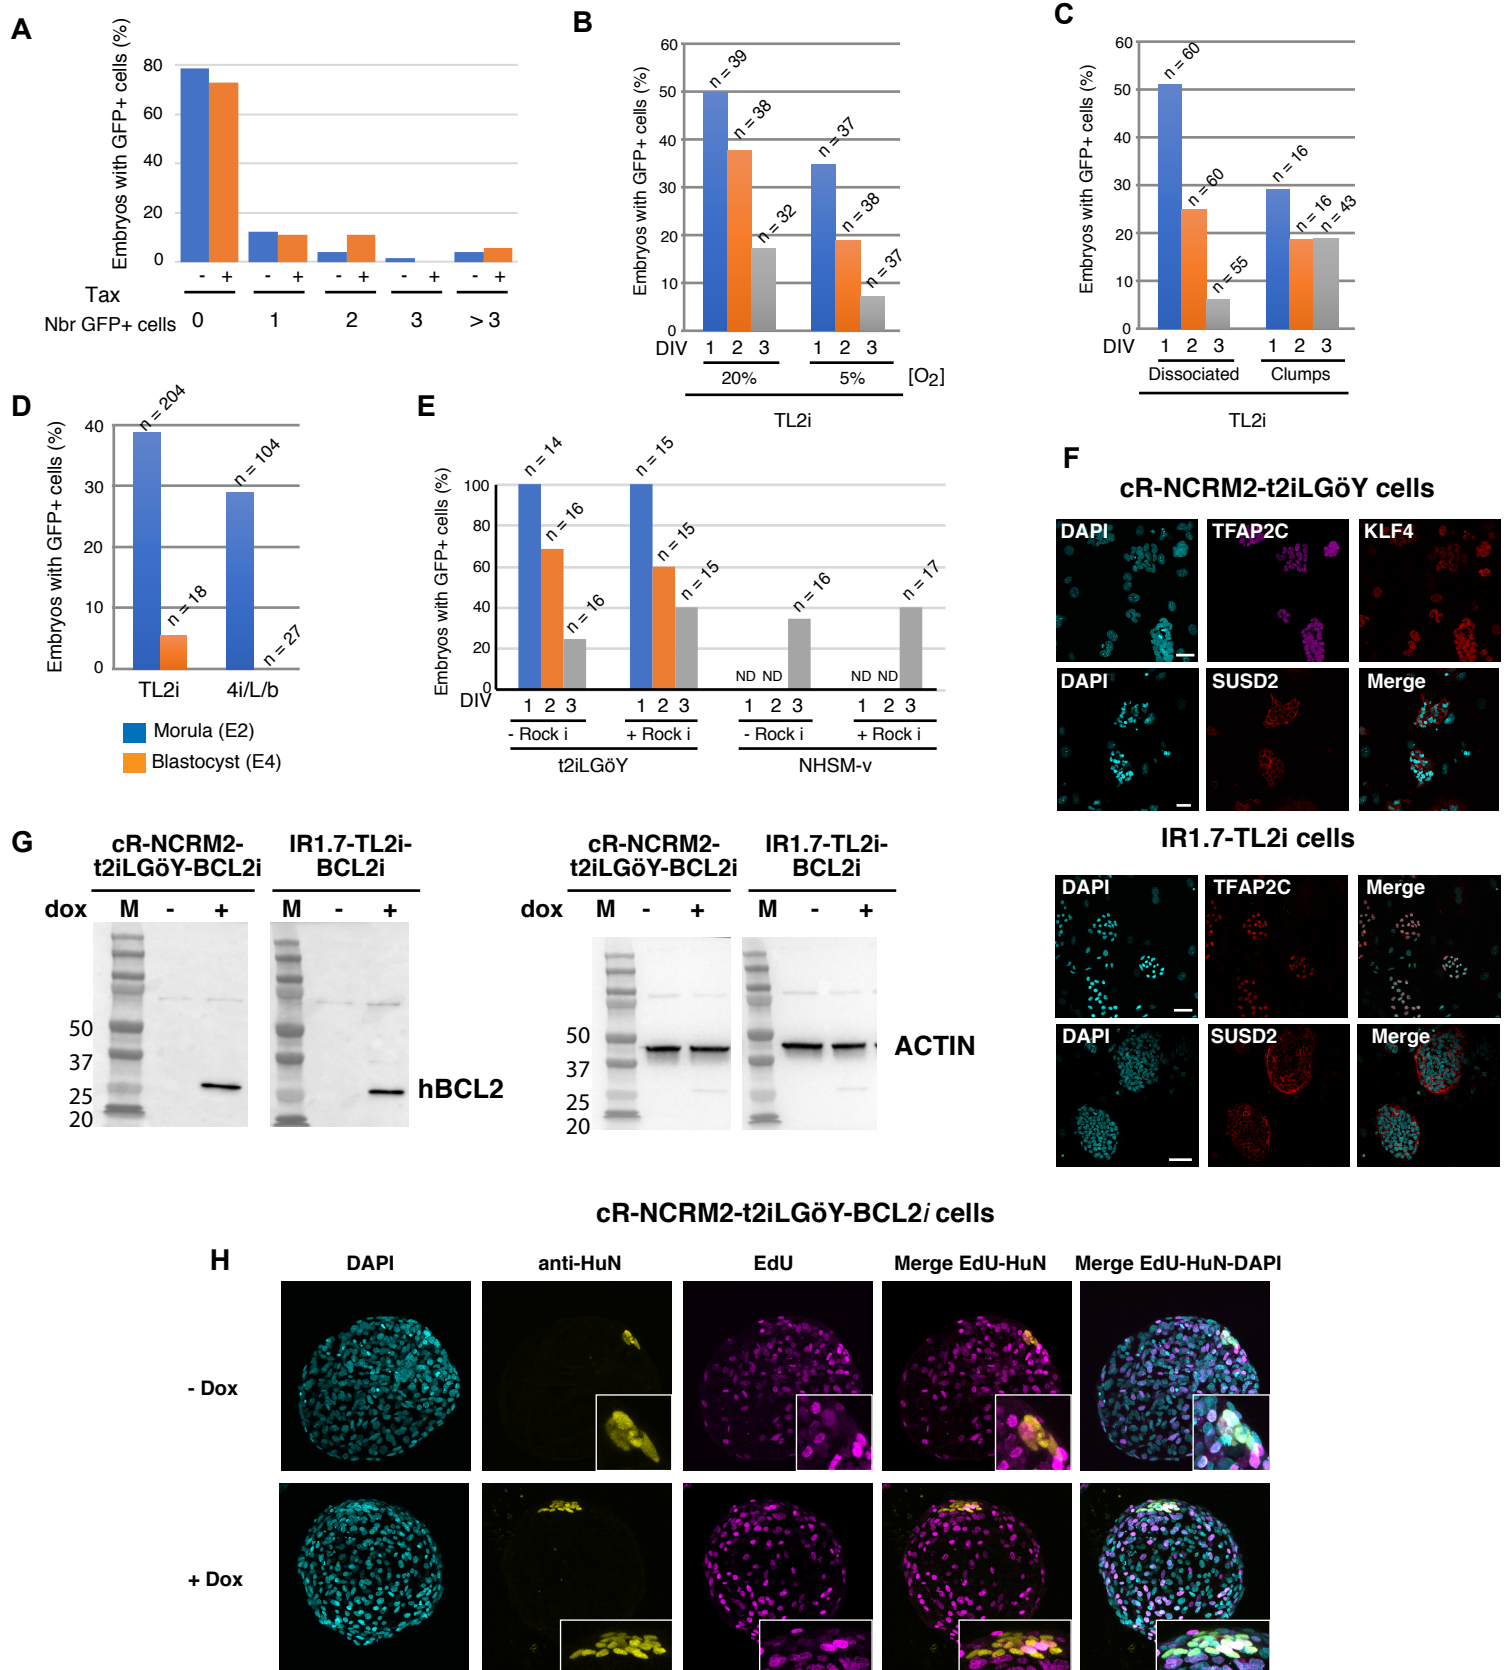 A
Embryos with GFP+ cells (%)
80
60
40
20
0
- + - + - + - + - +
Tax
Nbr GFP+ cells 0 1 2 3 > 3
B
Embryos with GFP+ cells (%)
60
50
40
30
20
10
0
n = 39
n = 38
n = 32
n = 37
n = 38
n = 37
DIV 1 2 3 1 2 3
20% 5% [O2]
TL2i
C
Embryos with GFP+ cells (%)
60
50
40
30
20
10
0
n = 60
n = 60
n = 55
n = 16
n = 16
n = 43
DIV 1 2 3 1 2 3
Dissociated Clumps
TL2i
D
Embryos with GFP+ cells (%)
40
30
20
10
0
n = 204
n = 18
n = 104
n = 27
TL2i 4i/L/b
Morula (E2)
Blastocyst (E4)
E
Embryos with GFP+ cells (%)
100
80
60
40
20
0
n = 14
n = 16
n = 16
n = 15
n = 15
n = 15
ND ND
n = 16
ND ND
n = 17
DIV 1 2 3 1 2 3 1 2 3 1 2 3
- Rock i + Rock i - Rock i + Rock i
t2iLGöY NHSM-v
F
cR-NCRM2-t2iLGöY cells
DAPI TFAP2C KLF4
DAPI SUSD2 Merge
IR1.7-TL2i cells
DAPI TFAP2C Merge
DAPI SUSD2 Merge
G
cR-NCRM2-
t2iLGöY-BCL2i
IR1.7-TL2i-
BCL2i
dox M - + M - +
50
37
25
20
hBCL2
cR-NCRM2-
t2iLGöY-BCL2i
IR1.7-TL2i-
BCL2i
dox M - + M - +
50
37
25
20
ACTIN
cR-NCRM2-t2iLGöY-BCL2i cells
H
DAPI anti-HuN EdU Merge EdU-HuN Merge EdU-HuN-DAPI
- Dox
+ Dox